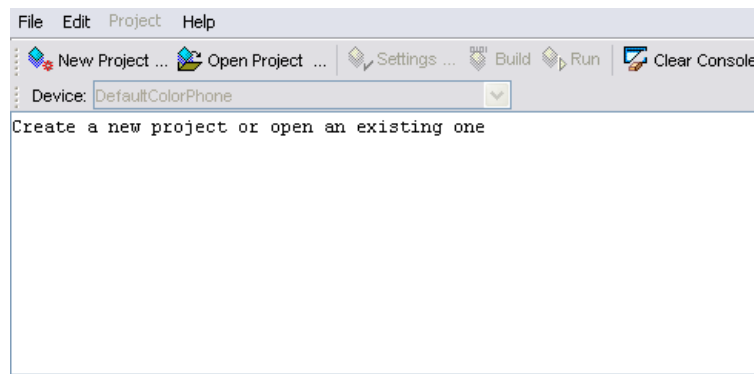 File Edit Project Help
New Project ... Open Project ... Settings ... Build Run Clear Console
Device: DefaultColorPhone
Create a new project or open an existing one